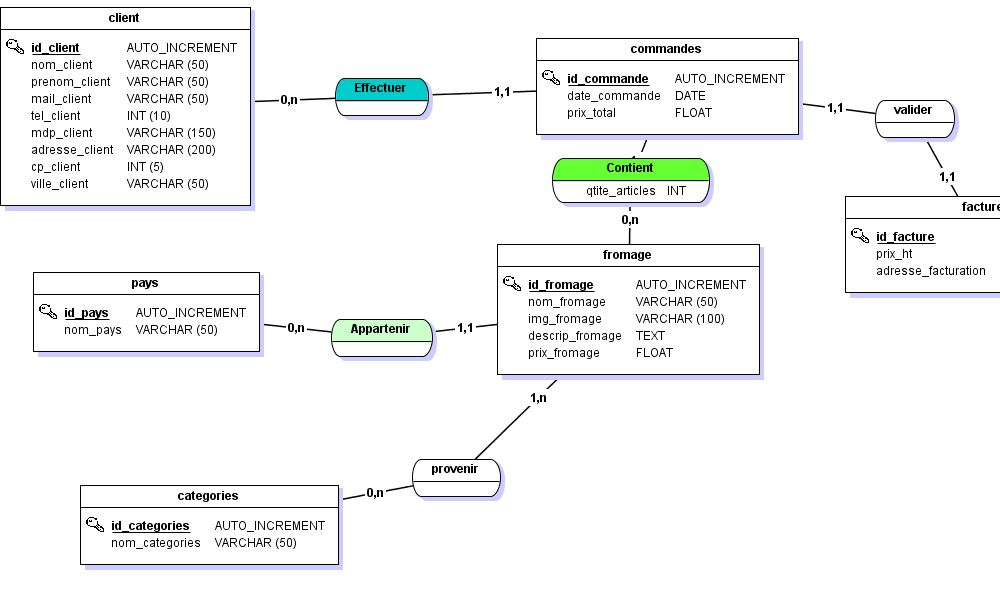 client
id_client AUTO_INCREMENT
nom_client VARCHAR (50)
prenom_client VARCHAR (50)
mail_client VARCHAR (50)
tel_client INT (10)
mdp_client VARCHAR (150)
adresse_client VARCHAR (200)
cp_client INT (5)
ville_client VARCHAR (50)
0,n
Effectuer
1,1
commandes
id_commande AUTO_INCREMENT
date_commande DATE
prix_total FLOAT
1,1
valider
1,1
Contient
qtite_articles INT
0,n
facture
id_facture
prix_ht
adresse_facturation
fromage
id_fromage AUTO_INCREMENT
nom_fromage VARCHAR (50)
img_fromage VARCHAR (100)
descrip_fromage TEXT
prix_fromage FLOAT
pays
id_pays AUTO_INCREMENT
nom_pays VARCHAR (50)
0,n
Appartenir
1,1
1,n
provenir
0,n
categories
id_categories AUTO_INCREMENT
nom_categories VARCHAR (50)